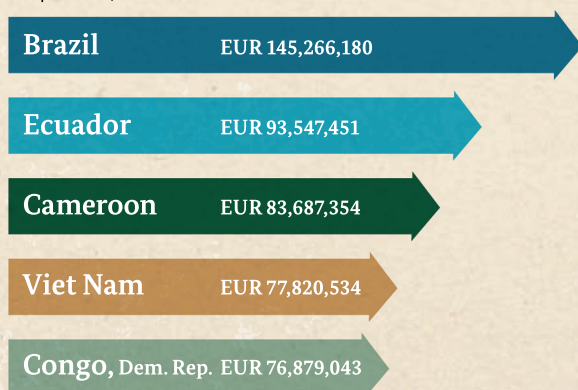 Brazil EUR 145,266,180
Ecuador EUR 93,547,451
Cameroon EUR 83,687,354
Viet Nam EUR 77,820,534
Congo, Dem. Rep. EUR 76,879,043